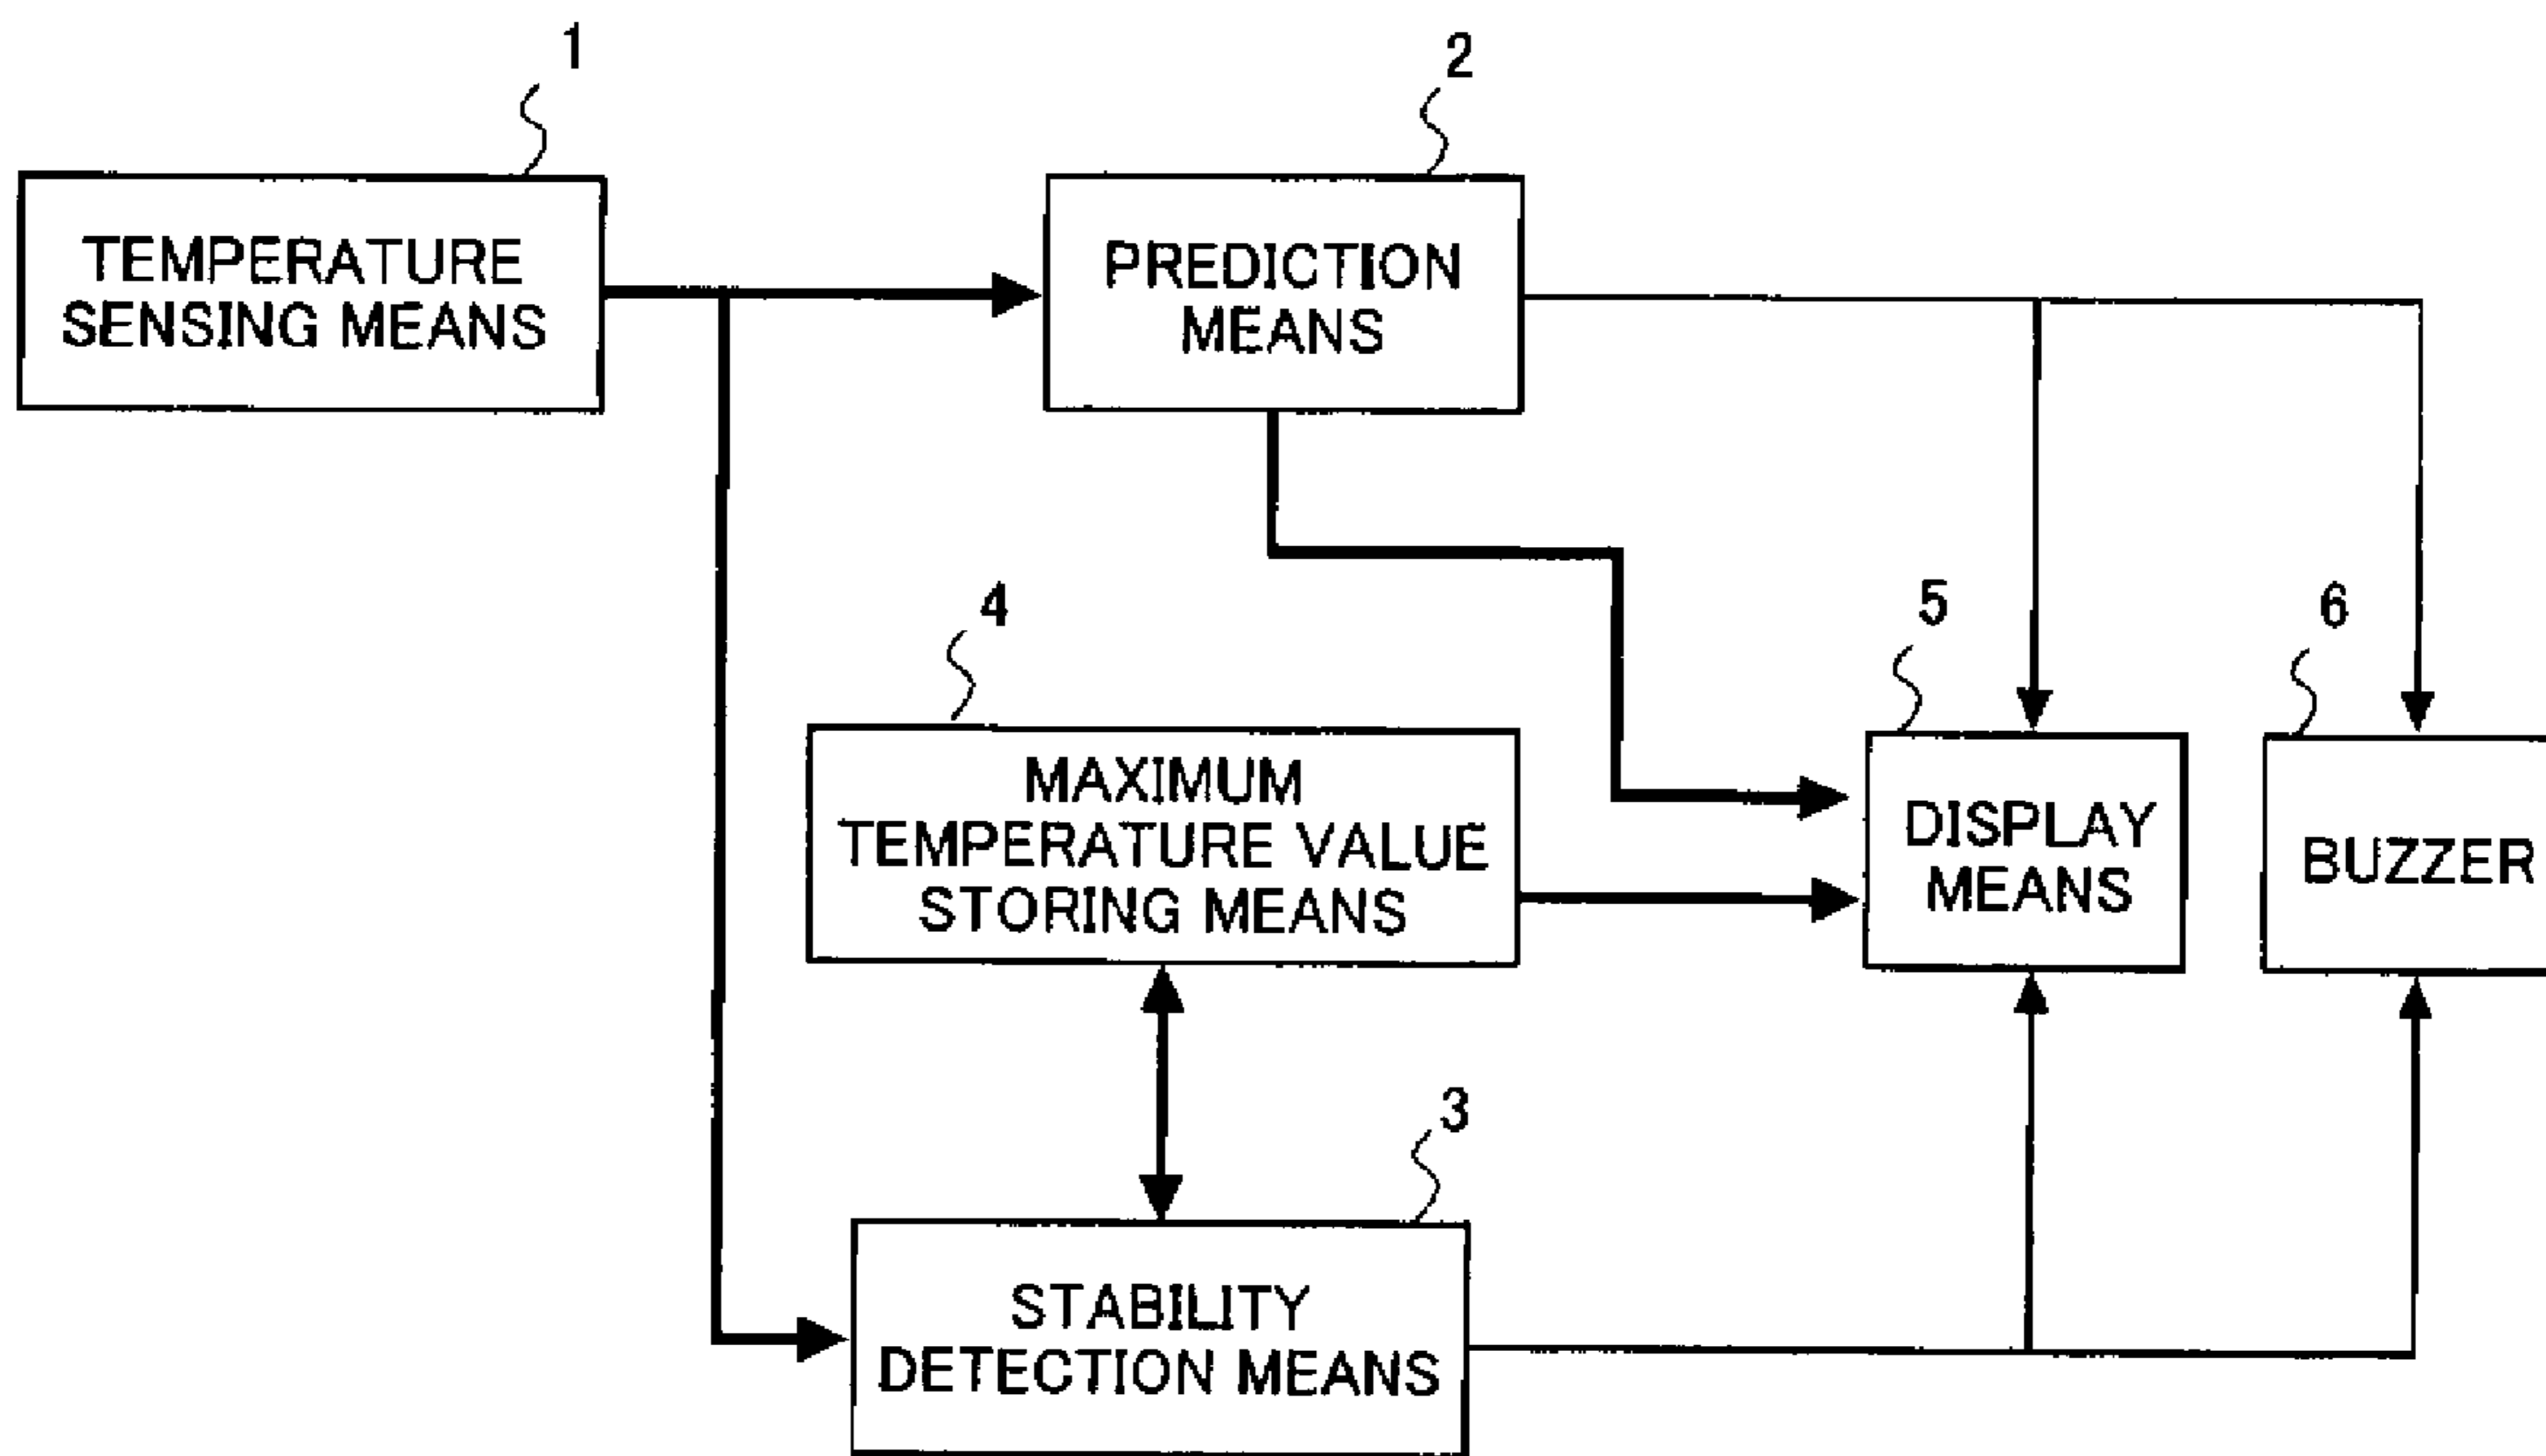 1
TEMPERATURE
SENSING MEANS
2
PREDICTION
MEANS
4
MAXIMUM
TEMPERATURE VALUE
STORING MEANS
5
DISPLAY
MEANS
6
BUZZER
3
STABILITY
DETECTION MEANS